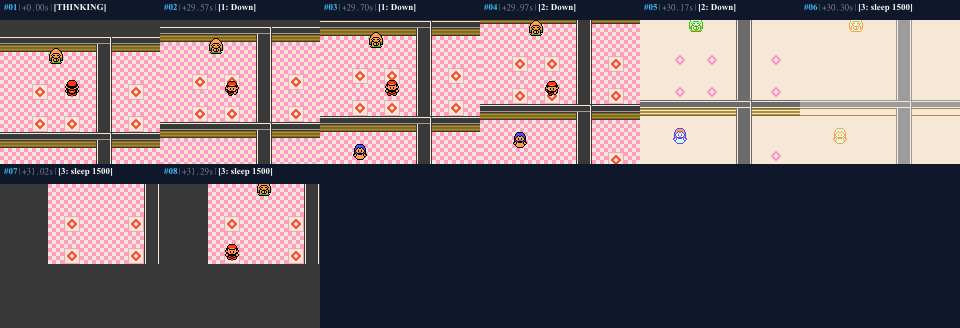 #01|+0.00s|[THINKING]
#02|+29.57s|[1: Down]
#03|+29.70s|[1: Down]
#04|+29.97s|[2: Down]
#05|+30.17s|[2: Down]
#06|+30.30s|[3: sleep 1500]
#07|+31.02s|[3: sleep 1500]
#08|+31.29s|[3: sleep 1500]